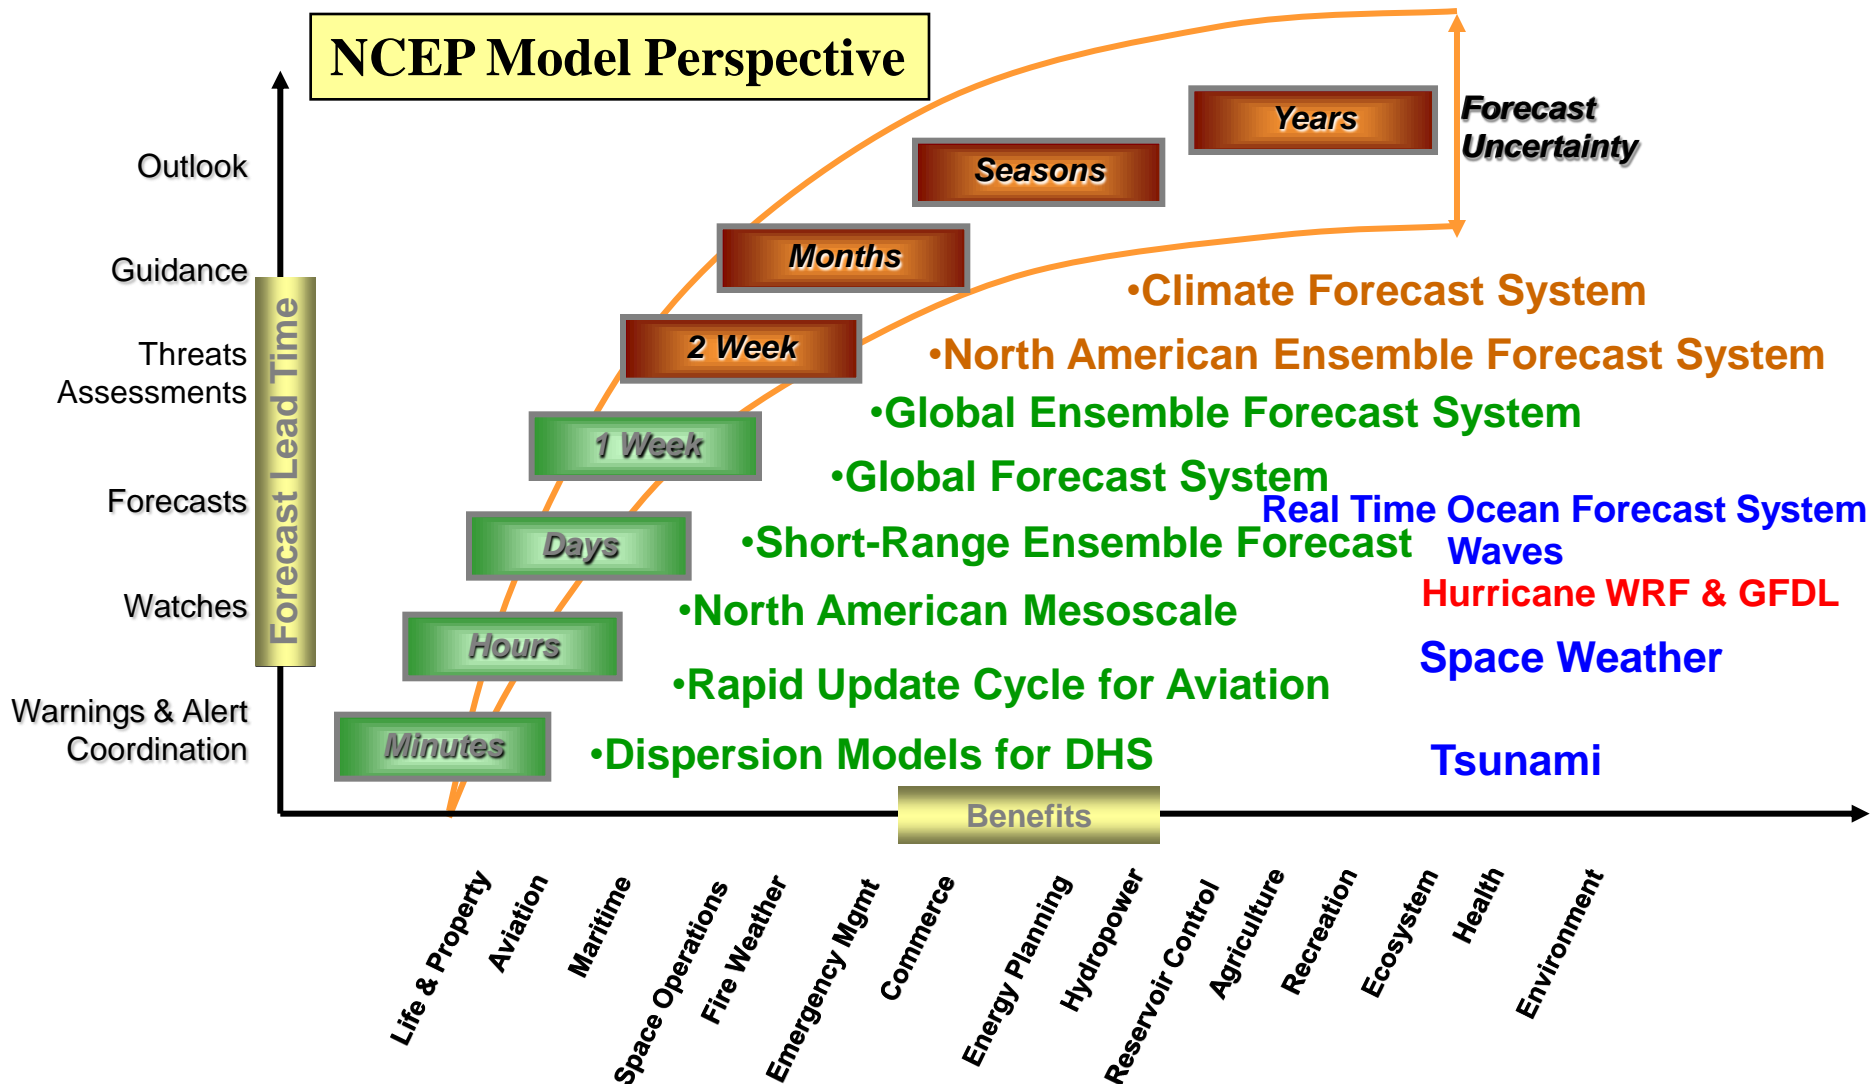 NCEP Model Perspective
Forecast
Uncertainty
Years
Seasons
Months
2 Week
1 Week
Days
Hours
Minutes
Outlook
Guidance
Threats
Assessments
Forecasts
Watches
Warnings & Alert
Coordination
Forecast Lead Time
•Climate Forecast System
•North American Ensemble Forecast System
•Global Ensemble Forecast System
•Global Forecast System
•Short-Range Ensemble Forecast
•North American Mesoscale
•Rapid Update Cycle for Aviation
•Dispersion Models for DHS
Real Time Ocean Forecast System
Waves
Hurricane WRF & GFDL
Space Weather
Tsunami
Benefits
Life & Property
Aviation
Maritime
Space Operations
Fire Weather
Emergency Mgmt
Commerce
Energy Planning
Hydropower
Reservoir Control
Agriculture
Recreation
Ecosystem
Health
Environment